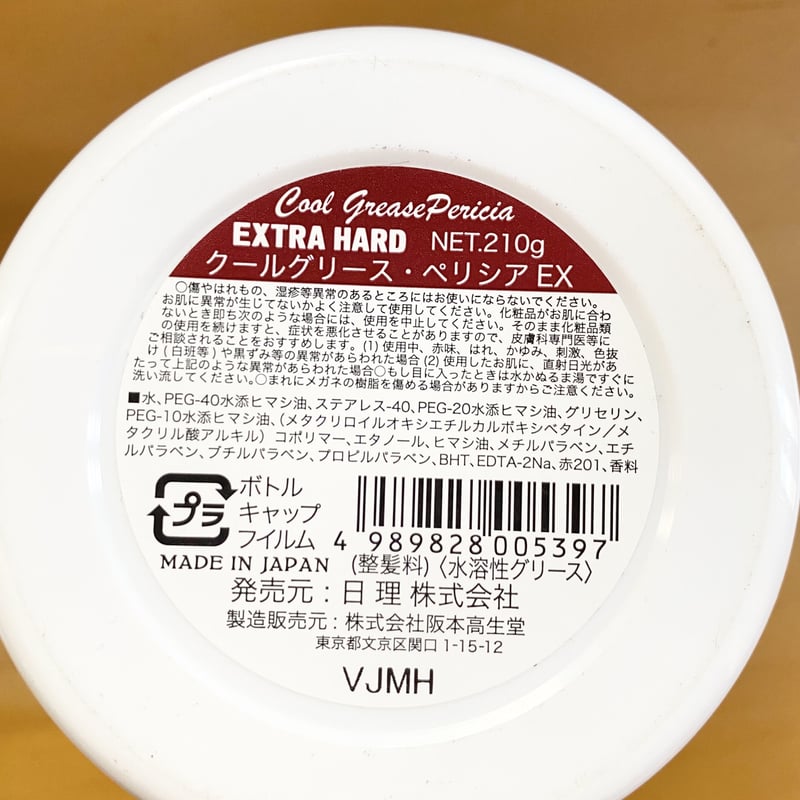 Cool Grease Pericia
EXTRA HARD NET.210g
クールグリース・ペリシア EX
○傷やはれもの、湿疹等異常のあるところにはお使いにならないでください。
お肌に異常が生じてないかよく注意して使用してください。化粧品がお肌に合わ
ないとき即ち次のような場合には、使用を中止してください。そのまま化粧品類
の使用を続けますと、症状を悪化させることがありますので、皮膚科専門医等に
ご相談されることをおすすめします。(1) 使用中、赤味、はれ、かゆみ、刺激、色抜
け(白斑等)や黒ずみ等の異常があらわれた場合(2) 使用したお肌に、直射日光があ
たって上記のような異常があらわれた場合○もし目に入ったときは水かぬるま湯ですぐに
洗い流してください。○まれにメガネの樹脂を傷める場合がありますからご注意ください。
■水、PEG-40水添ヒマシ油、ステアレス-40、PEG-20水添ヒマシ油、グリセリン、
PEG-10水添ヒマシ油、(メタクリロイルオキシエチルカルボキシベタイン/メ
タクリル酸アルキル) コポリマー、エタノール、ヒマシ油、メチルパラベン、エチ
ルパラベン、ブチルパラベン、プロピルパラベン、BHT、EDTA-2Na、赤201、香料
プラ
ボトル
キャップ
フイルム
4 989828 005397
MADE IN JAPAN (整髪料)〈水溶性グリース〉
発売元：日 理 株式会社
製造販売元：株式会社阪本高生堂
東京都文京区関口 1-15-12
VJMH